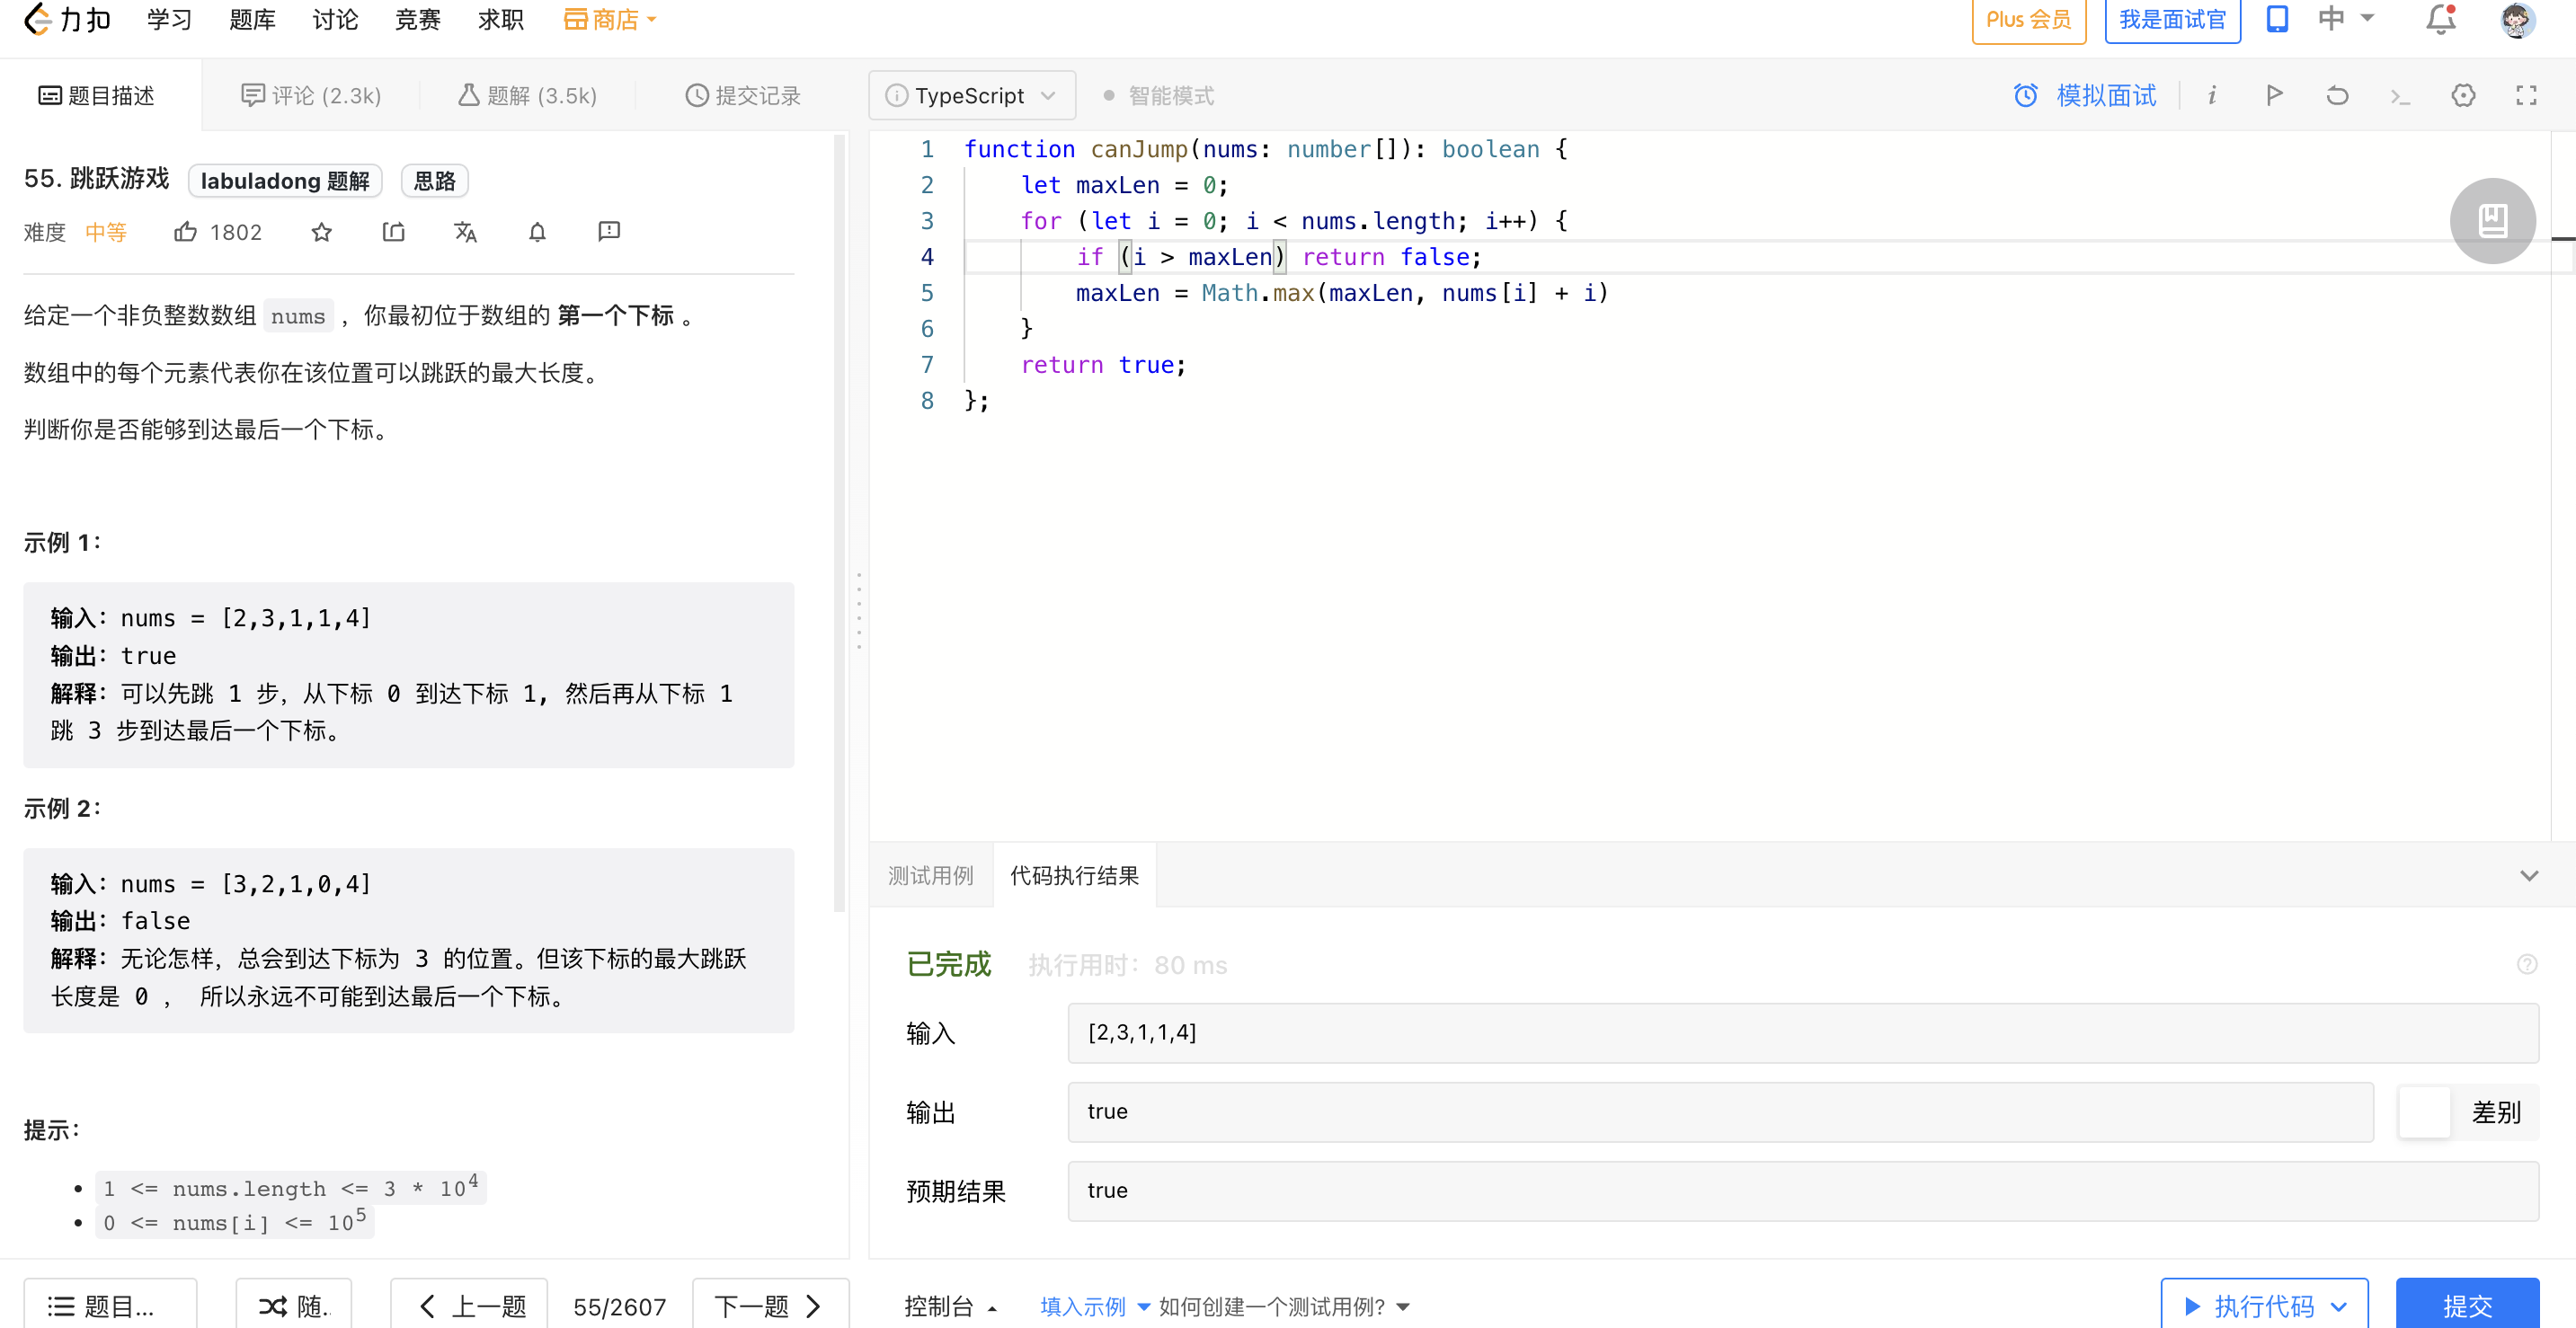 力扣 学习 题库 讨论 竞赛 求职 商店 Plus 会员 我是面试官 中
题目描述 评论 (2.3k) 题解 (3.5k) 提交记录
TypeScript 智能模式 模拟面试 i
55. 跳跃游戏 labuladong 题解 思路
难度 中等 1802
给定一个非负整数数组 nums ，你最初位于数组的 第一个下标 。
数组中的每个元素代表你在该位置可以跳跃的最大长度。
判断你是否能够到达最后一个下标。
示例 1：
输入：nums = [2,3,1,1,4]
输出：true
解释：可以先跳 1 步，从下标 0 到达下标 1, 然后再从下标 1
跳 3 步到达最后一个下标。
示例 2：
输入：nums = [3,2,1,0,4]
输出：false
解释：无论怎样，总会到达下标为 3 的位置。但该下标的最大跳跃
长度是 0 ， 所以永远不可能到达最后一个下标。
提示：
1 <= nums.length <= 3 * 10⁴
0 <= nums[i] <= 10⁵
题目... 随. 上一题 55/2607 下一题
1 function canJump(nums: number[]): boolean {
2 let maxLen = 0;
3 for (let i = 0; i < nums.length; i++) {
4 if (i > maxLen) return false;
5 maxLen = Math.max(maxLen, nums[i] + i)
6 }
7 return true;
8 };
测试用例 代码执行结果
已完成 执行用时：80 ms
输入 [2,3,1,1,4]
输出 true 差别
预期结果 true
控制台 填入示例 如何创建一个测试用例? 执行代码 提交